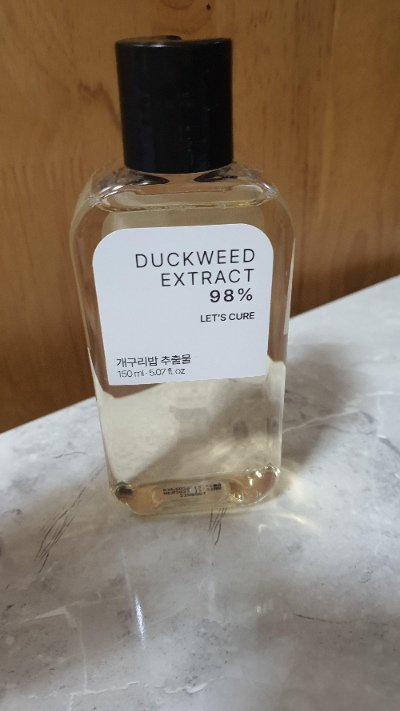 DUCKWEED
EXTRACT
98%
LET'S CURE
개구리밥 추출물
150 ml · 5.07 fl. oz